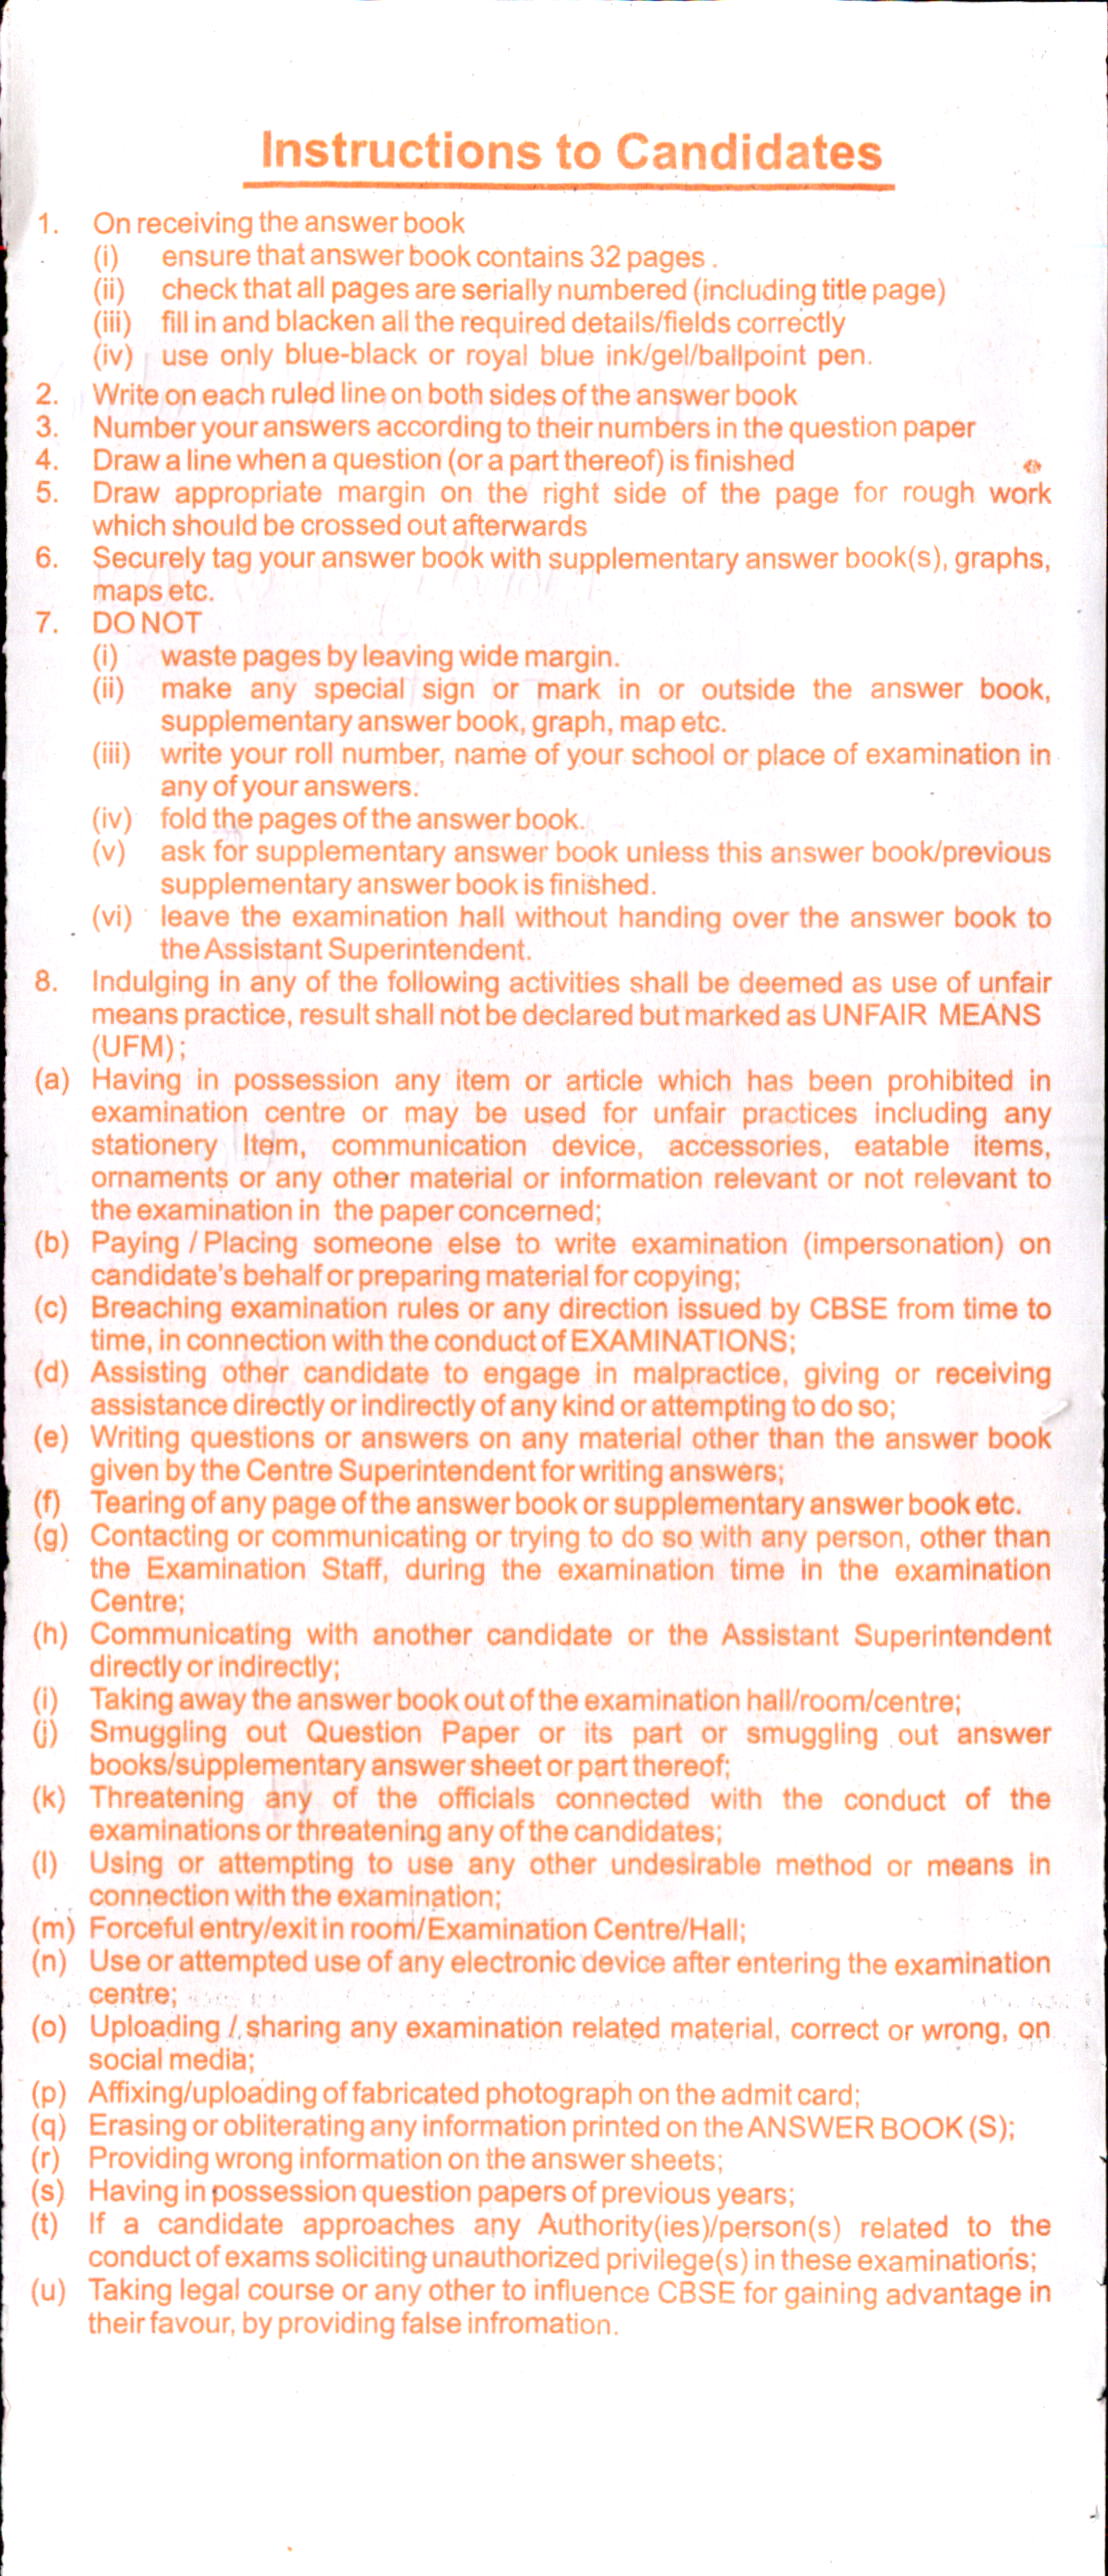 Instructions to Candidates
1. On receiving the answer book
(i) ensure that answer book contains 32 pages .
(ii) check that all pages are serially numbered (including title page)
(iii) fill in and blacken all the required details/fields correctly
(iv) use only blue-black or royal blue ink/gel/ballpoint pen.
2. Write on each ruled line on both sides of the answer book
3. Number your answers according to their numbers in the question paper
4. Draw a line when a question (or a part thereof) is finished
5. Draw appropriate margin on the right side of the page for rough work
which should be crossed out afterwards
6. Securely tag your answer book with supplementary answer book(s), graphs,
maps etc.
7. DO NOT
(i) waste pages by leaving wide margin.
(ii) make any special sign or mark in or outside the answer book,
supplementary answer book, graph, map etc.
(iii) write your roll number, name of your school or place of examination in
any of your answers.
(iv) fold the pages of the answer book.
(v) ask for supplementary answer book unless this answer book/previous
supplementary answer book is finished.
(vi) leave the examination hall without handing over the answer book to
the Assistant Superintendent.
8. Indulging in any of the following activities shall be deemed as use of unfair
means practice, result shall not be declared but marked as UNFAIR MEANS
(UFM) ;
(a) Having in possession any item or article which has been prohibited in
examination centre or may be used for unfair practices including any
stationery Item, communication device, accessories, eatable items,
ornaments or any other material or information relevant or not relevant to
the examination in the paper concerned;
(b) Paying / Placing someone else to write examination (impersonation) on
candidate's behalf or preparing material for copying;
(c) Breaching examination rules or any direction issued by CBSE from time to
time, in connection with the conduct of EXAMINATIONS;
(d) Assisting other candidate to engage in malpractice, giving or receiving
assistance directly or indirectly of any kind or attempting to do so;
(e) Writing questions or answers on any material other than the answer book
given by the Centre Superintendent for writing answers;
(f) Tearing of any page of the answer book or supplementary answer book etc.
(g) Contacting or communicating or trying to do so with any person, other than
the Examination Staff, during the examination time in the examination
Centre;
(h) Communicating with another candidate or the Assistant Superintendent
directly or indirectly;
(i) Taking away the answer book out of the examination hall/room/centre;
(j) Smuggling out Question Paper or its part or smuggling out answer
books/supplementary answer sheet or part thereof;
(k) Threatening any of the officials connected with the conduct of the
examinations or threatening any of the candidates;
(l) Using or attempting to use any other undesirable method or means in
connection with the examination;
(m) Forceful entry/exit in room/Examination Centre/Hall;
(n) Use or attempted use of any electronic device after entering the examination
centre;
(o) Uploading / sharing any examination related material, correct or wrong, on
social media;
(p) Affixing/uploading of fabricated photograph on the admit card;
(q) Erasing or obliterating any information printed on the ANSWER BOOK (S);
(r) Providing wrong information on the answer sheets;
(s) Having in possession question papers of previous years;
(t) If a candidate approaches any Authority(ies)/person(s) related to the
conduct of exams soliciting unauthorized privilege(s) in these examinations;
(u) Taking legal course or any other to influence CBSE for gaining advantage in
their favour, by providing false infromation.